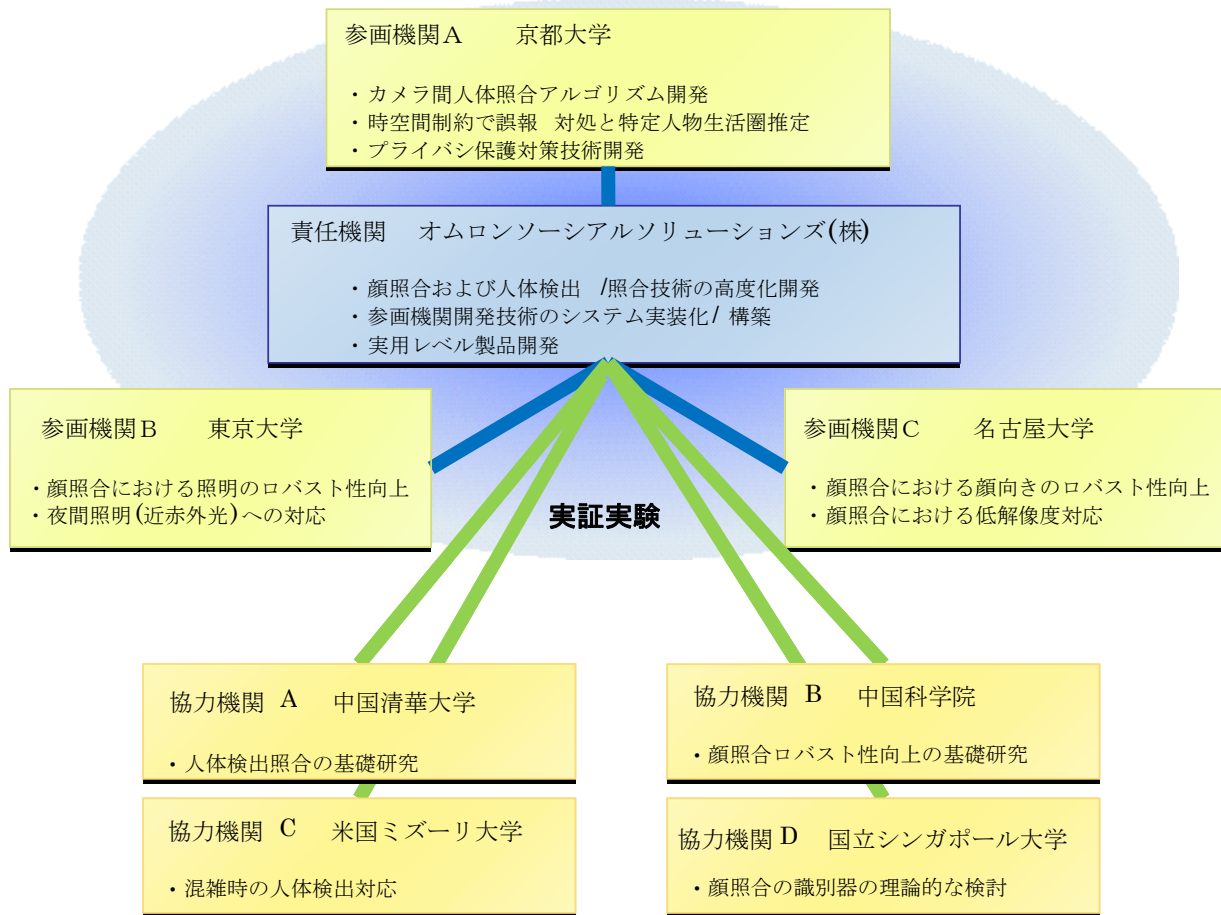 参画機関A　京都大学
・カメラ間人体照合アルゴリズム開発
・時空間制約で誤報 対処と特定人物生活圏推定
・プライバシ保護対策技術開発
責任機関　オムロンソーシアルソリューションズ(株)
・顔照合および人体検出 /照合技術の高度化開発
・参画機関開発技術のシステム実装化/ 構築
・実用レベル製品開発
参画機関B　東京大学
・顔照合における照明のロバスト性向上
・夜間照明(近赤外光)への対応
参画機関C　名古屋大学
・顔照合における顔向きのロバスト性向上
・顔照合における低解像度対応
実証実験
協力機関 A　中国清華大学
・人体検出照合の基礎研究
協力機関 B　中国科学院
・顔照合ロバスト性向上の基礎研究
協力機関 C　米国ミズーリ大学
・混雑時の人体検出対応
協力機関 D　国立シンガポール大学
・顔照合の識別器の理論的な検討